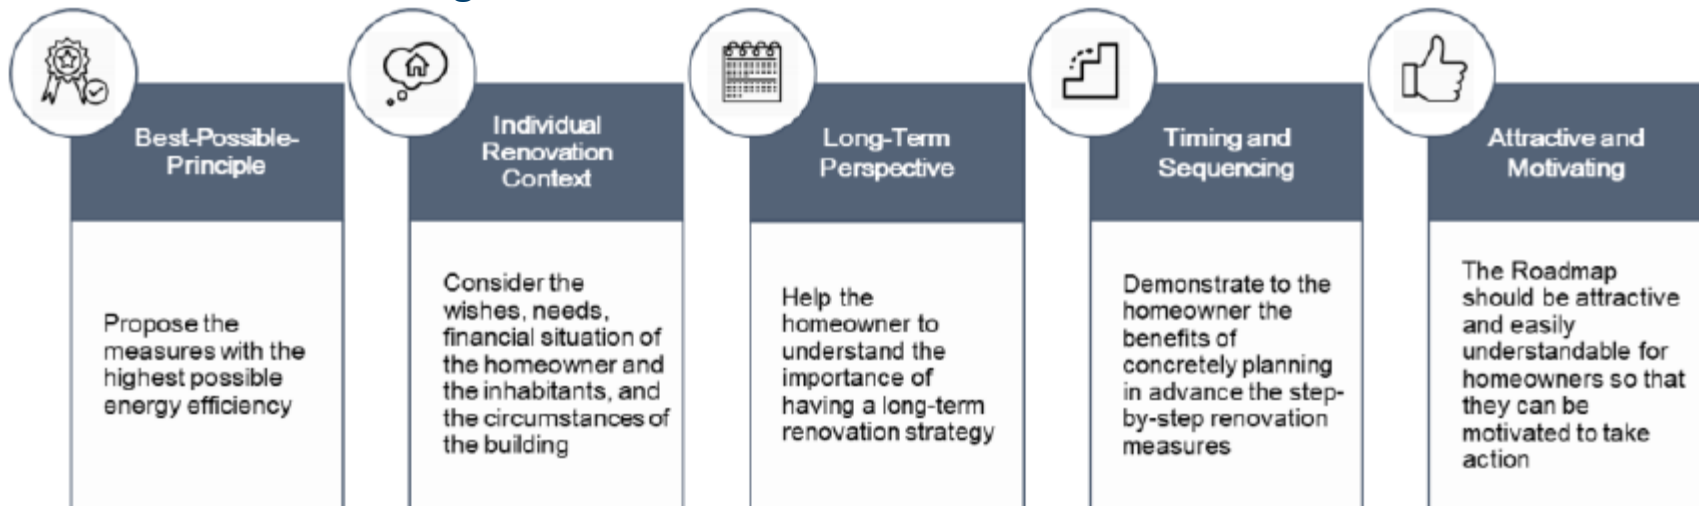 Best-Possible-
Principle
Propose the
measures with the
highest possible
energy efficiency
Individual
Renovation
Context
Consider the
wishes, needs,
financial situation of
the homeowner and
the inhabitants, and
the circumstances of
the building
Long-Term
Perspective
Help the
homeowner to
understand the
importance of
having a long-term
renovation strategy
Timing and
Sequencing
Demonstrate to the
homeowner the
benefits of
concretely planning
in advance the step-
by-step renovation
measures
Attractive and
Motivating
The Roadmap
should be attractive
and easily
understandable for
homeowners so that
they can be
motivated to take
action